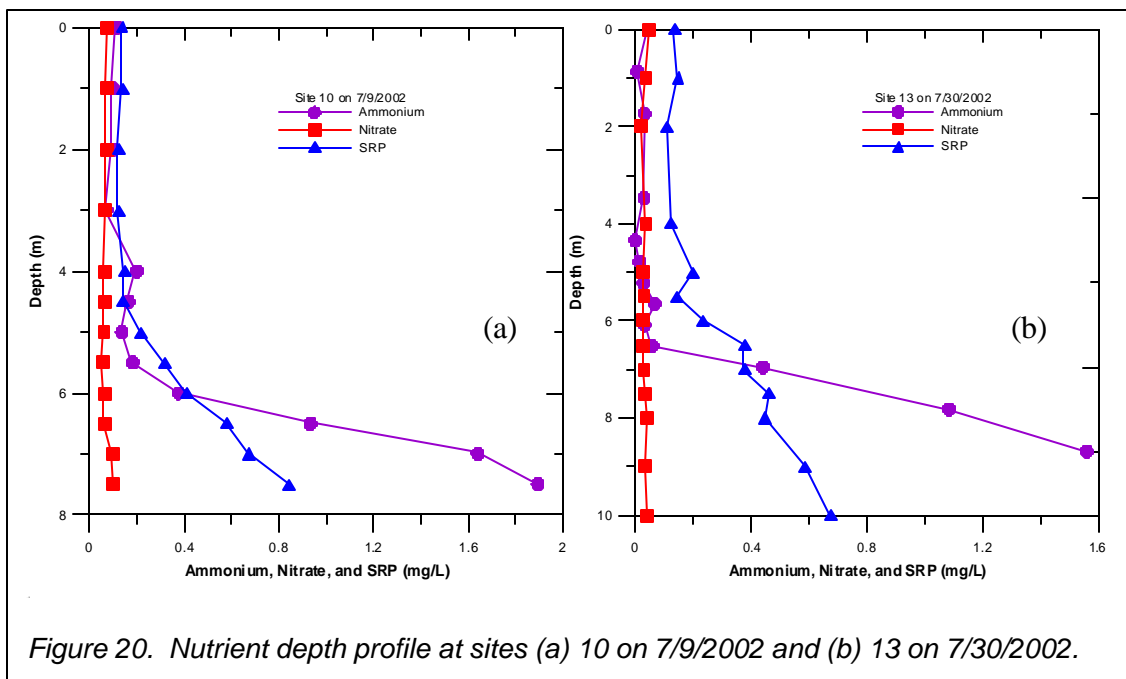 0
2
4
6
8
Depth (m)
Site 10 on 7/9/2002
Ammonium
Nitrate
SRP
(a)
0 0.4 0.8 1.2 1.6 2
Ammonium, Nitrate, and SRP (mg/L)
0
2
4
6
8
10
Depth (m)
Site 13 on 7/30/2002
Ammonium
Nitrate
SRP
(b)
0 0.4 0.8 1.2 1.6
Ammonium, Nitrate, and SRP (mg/L)
Figure 20. Nutrient depth profile at sites (a) 10 on 7/9/2002 and (b) 13 on 7/30/2002.